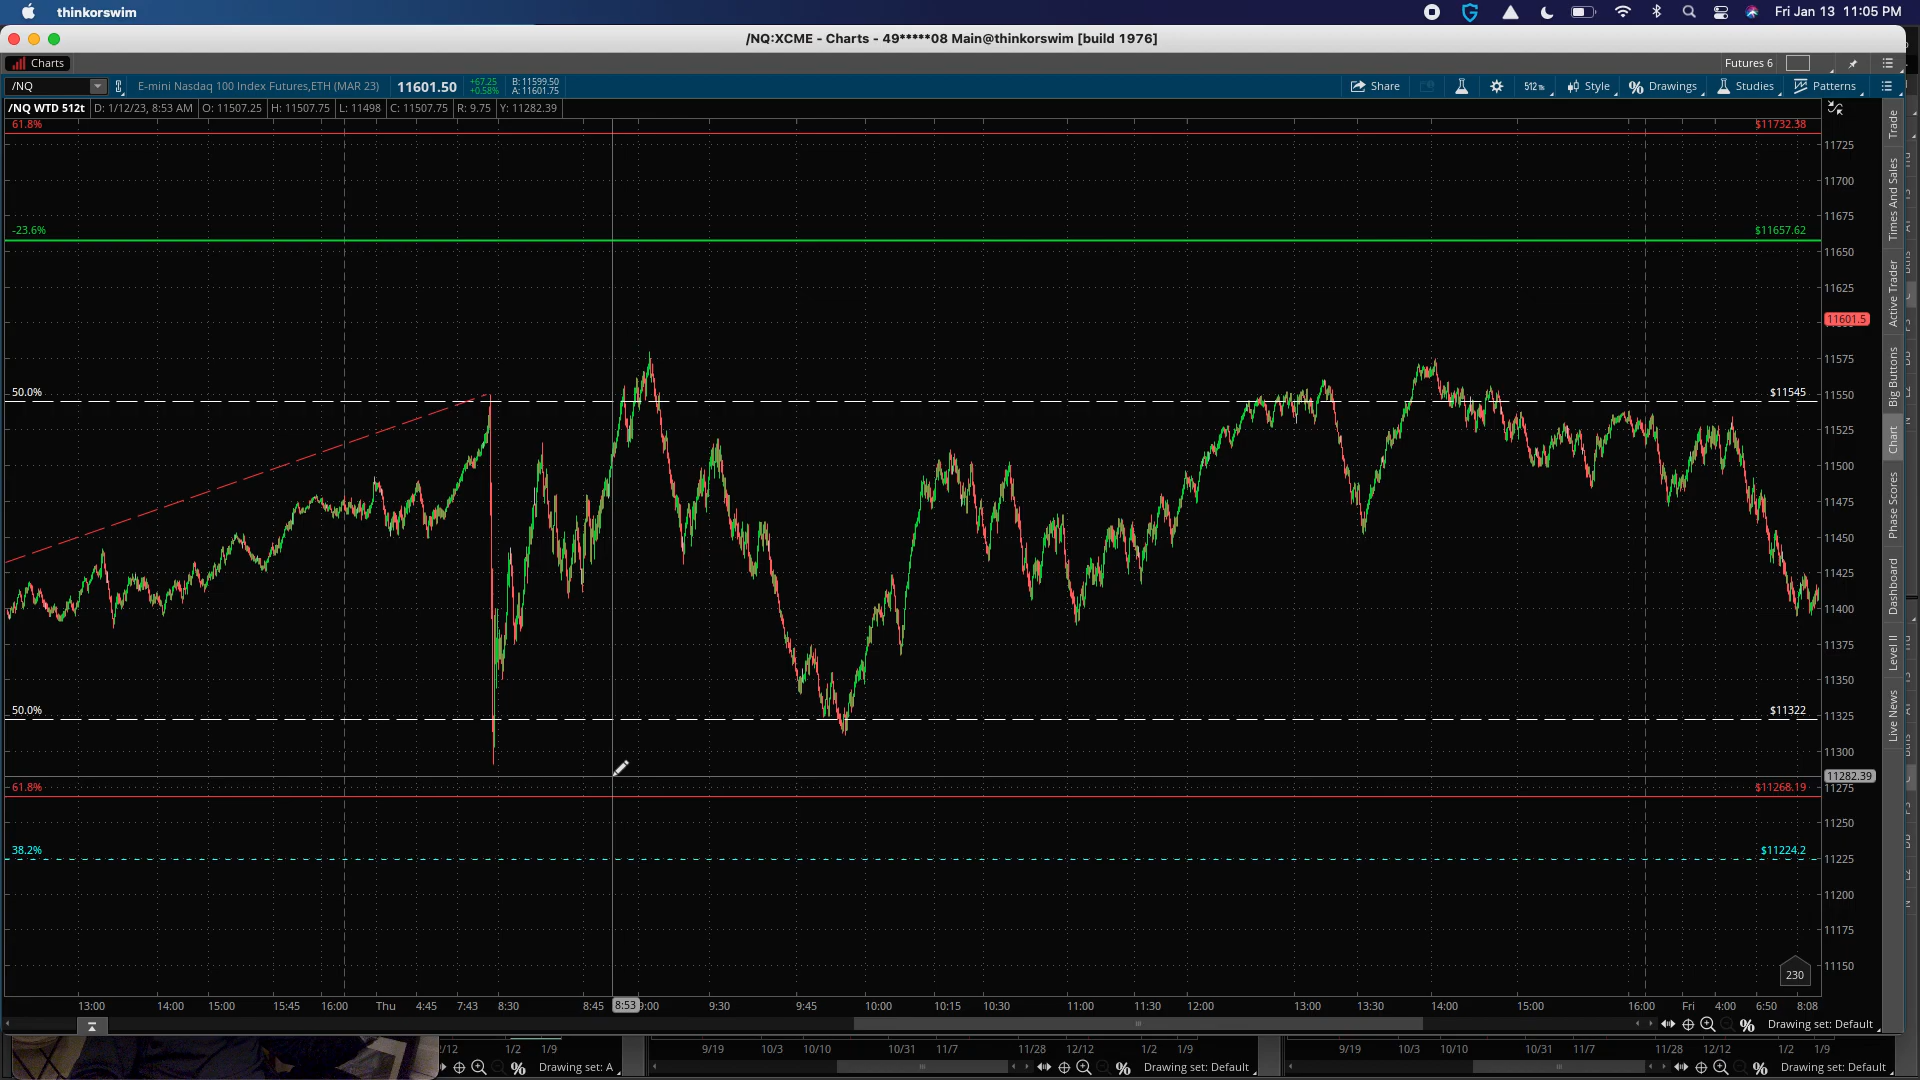 thinkorswim
Fri Jan 13 11:05 PM
/NQ:XCME - Charts - 49*****08 Main@thinkorswim [build 1976]
Charts
Futures 6
/NQ
E-mini Nasdaq 100 Index Futures,ETH (MAR 23)
11601.50
+67.25
+0.58%
B: 11599.50
A: 11601.75
Share
512t
Style
Drawings
Studies
Patterns
/NQ WTD 512t
D: 1/12/23, 8:53 AM
O: 11507.25
H: 11507.75
L: 11498
C: 11507.75
R: 9.75
Y: 11282.39
61.8%
$11732.38
-23.6%
$11657.62
50.0%
$11545
50.0%
$11322
61.8%
$11268.19
38.2%
$11224.2
11725
11700
11675
11650
11625
11601.5
11575
11550
11525
11500
11475
11450
11425
11400
11375
11350
11325
11300
11282.39
11275
11250
11225
11200
11175
11150
230
Trade
Times And Sales
Active Trader
Big Buttons
Chart
Phase Scores
Dashboard
Level II
Live News
13:00 14:00 15:00 15:45 16:00 Thu 4:45 7:43 8:30 8:45 8:53 9:00 9:30 9:45 10:00 10:15 10:30 11:00 11:30 12:00 13:00 13:30 14:00 15:00 16:00 Fri 4:00 6:50 8:08
Drawing set: Default
/12 1/2 1/9 9/19 10/3 10/10 10/31 11/7 11/28 12/12 1/2 1/9 9/19 10/3 10/10 10/31 11/7 11/28 12/12 1/2 1/9
Drawing set: A
Drawing set: Default
Drawing set: Default